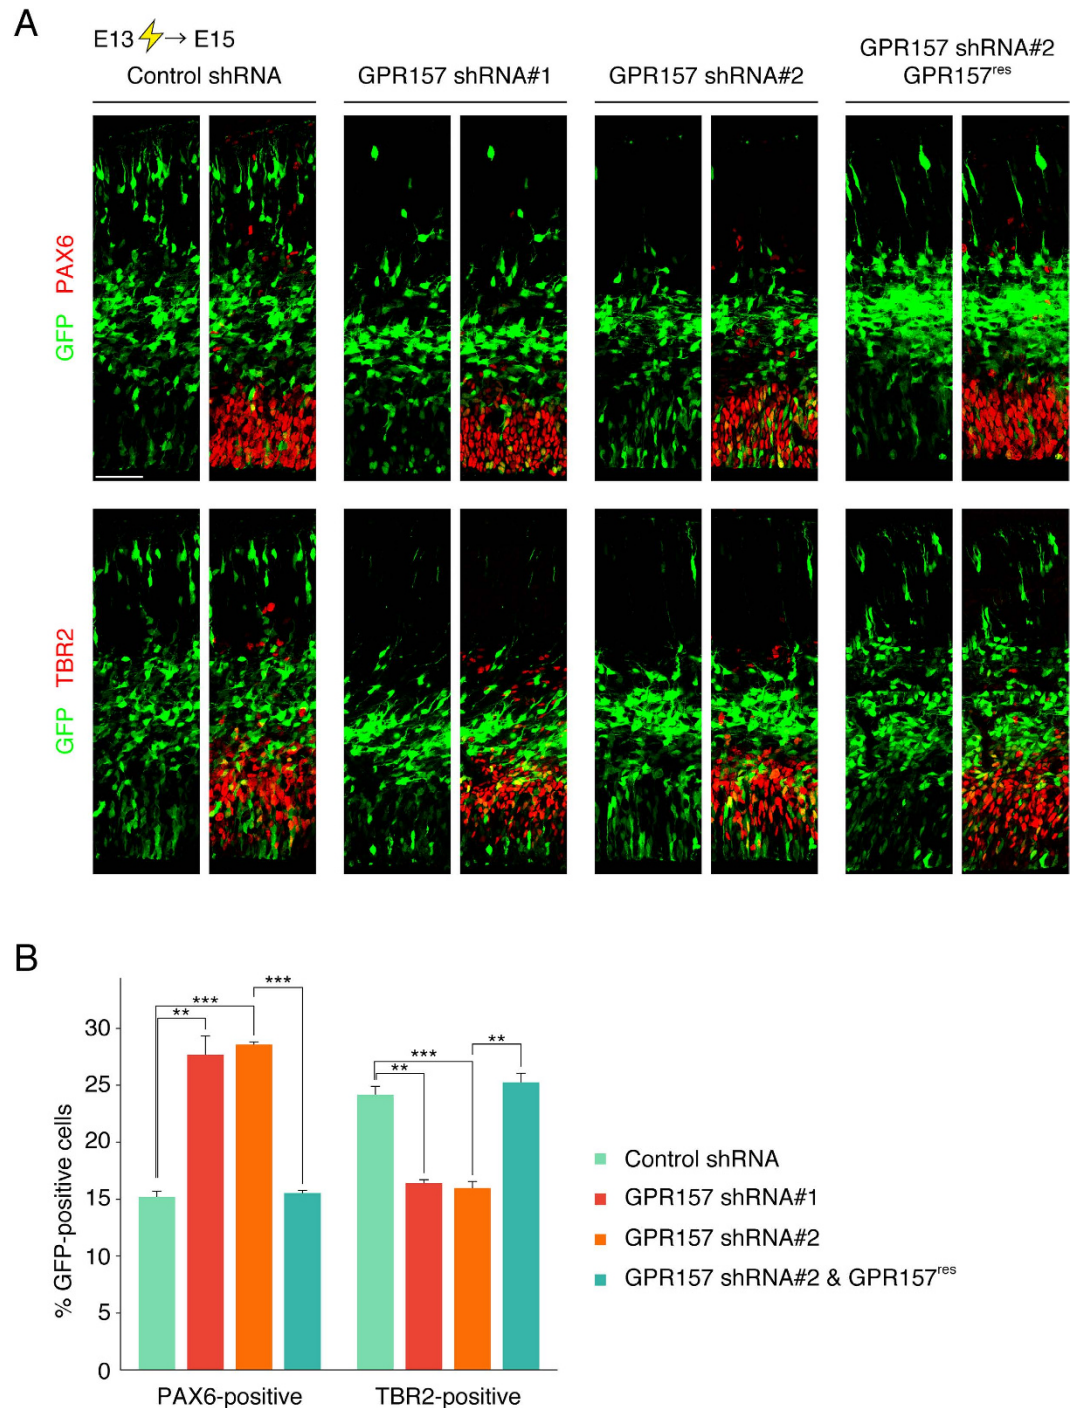 A
E13 → E15
Control shRNA
GPR157 shRNA#1
GPR157 shRNA#2
GPR157 shRNA#2
GPR157res
GFP PAX6
GFP TBR2
B
% GFP-positive cells
30
25
20
15
10
5
0
***
**
***
***
**
**
PAX6-positive
TBR2-positive
Control shRNA
GPR157 shRNA#1
GPR157 shRNA#2
GPR157 shRNA#2 & GPR157res